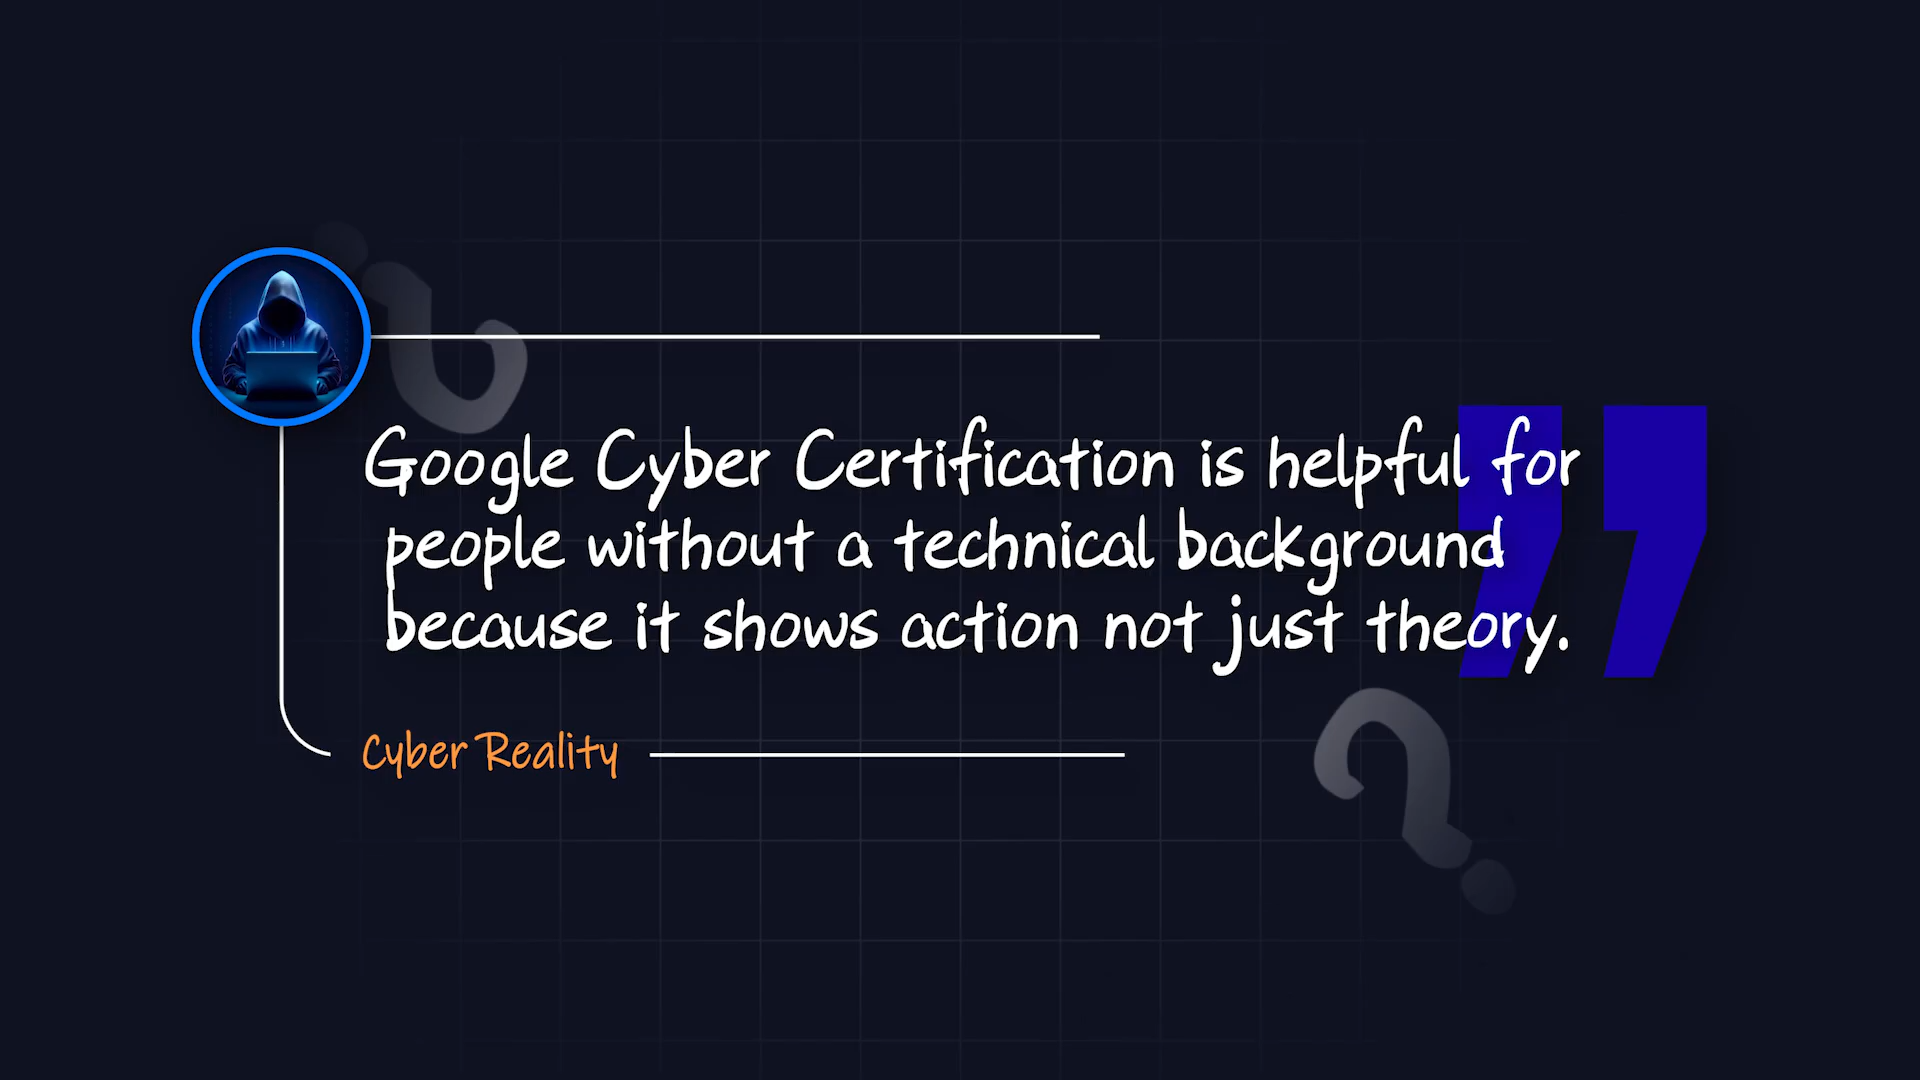 Google Cyber Certification is helpful for
people without a technical background
because it shows action not just theory.
Cyber Reality